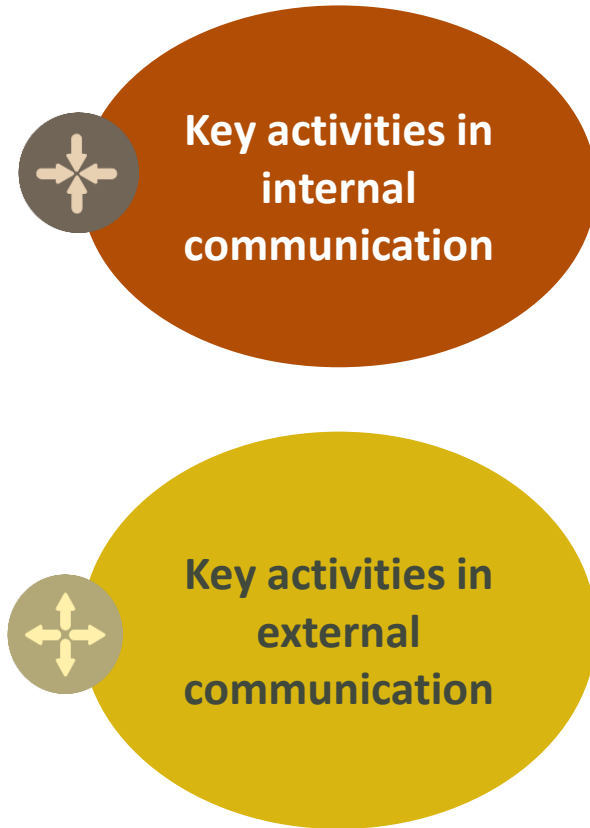 Key activities in
internal
communication
Key activities in
external
communication